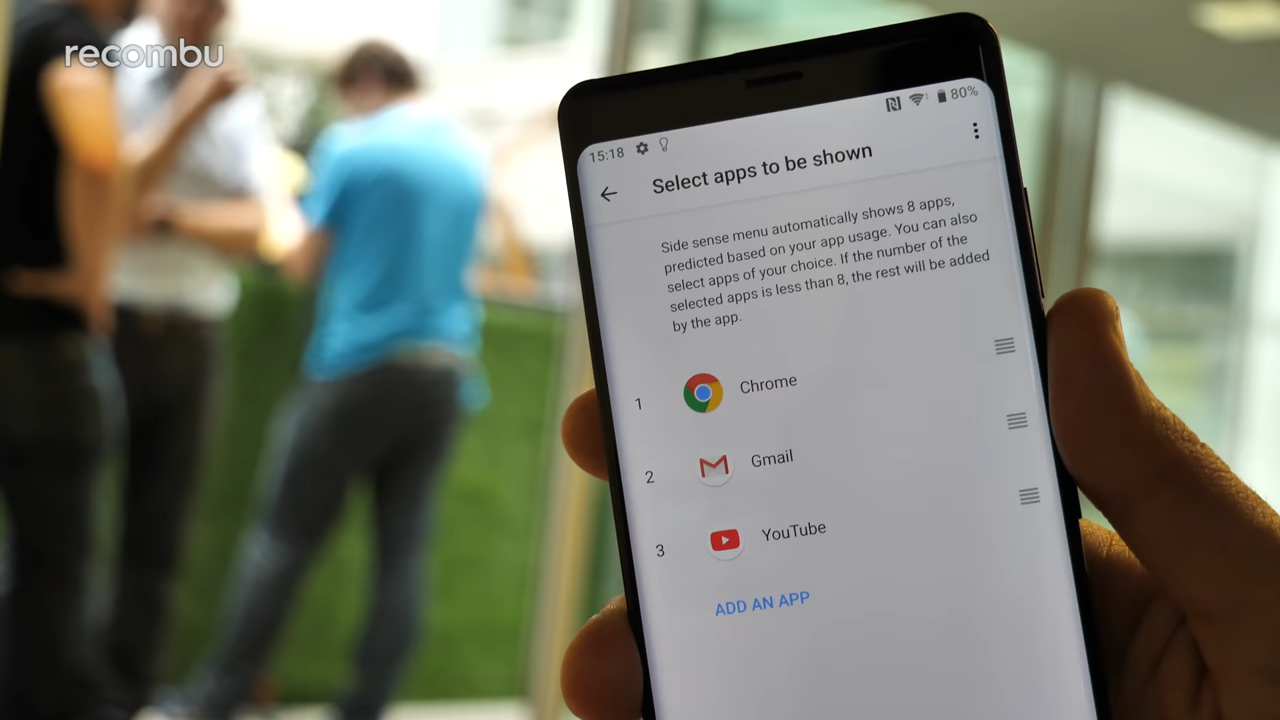 recombu
15:18 80%
Select apps to be shown
Side sense menu automatically shows 8 apps,
predicted based on your app usage. You can also
select apps of your choice. If the number of the
selected apps is less than 8, the rest will be added
by the app.
1 Chrome
2 Gmail
3 YouTube
ADD AN APP